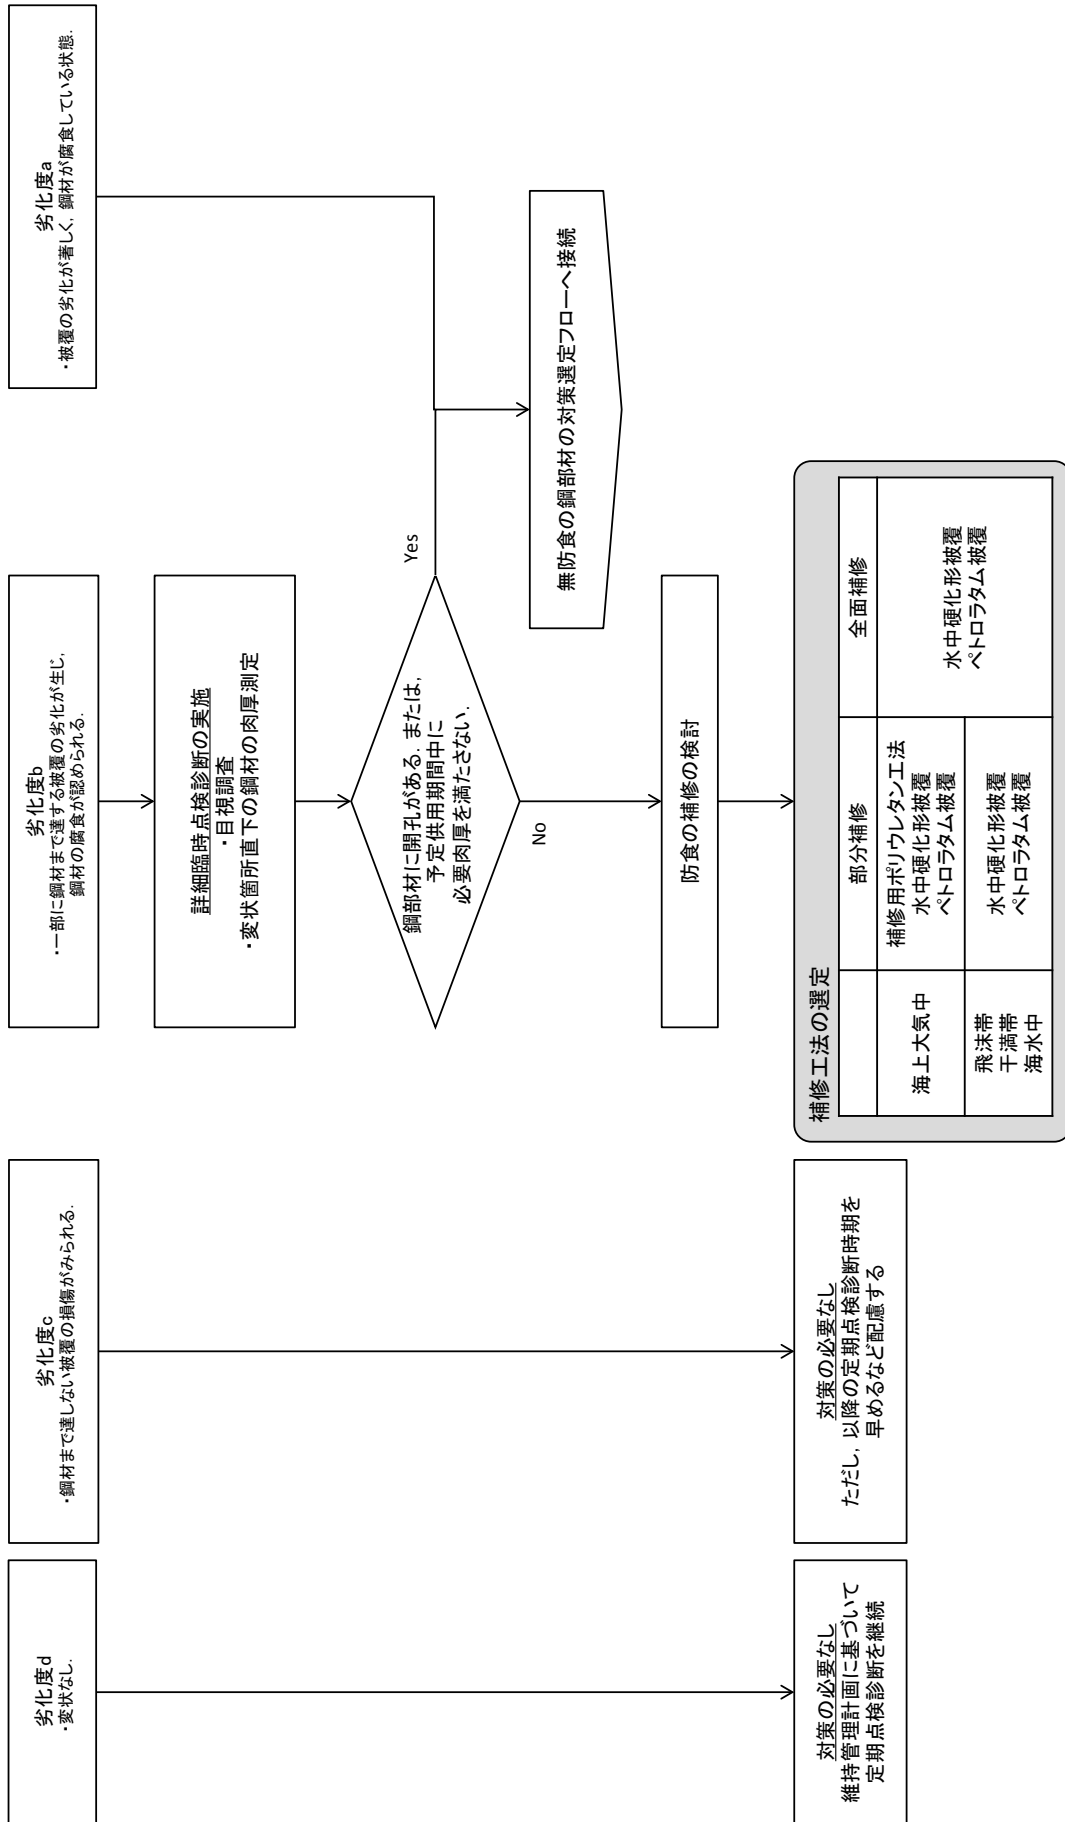 劣化度d
・変状なし.
対策の必要なし
維持管理計画に基づいて
定期点検診断を継続
劣化度c
・鋼材まで達しない被覆の損傷がみられる.
対策の必要なし
ただし, 以降の定期点検診断時期を
早めるなど配慮する
劣化度b
・一部に鋼材まで達する被覆の劣化が生じ,
鋼材の腐食が認められる.
詳細臨時点検診断の実施
・目視調査
・変状箇所直下の鋼材の肉厚測定
鋼部材に開孔がある. または,
予定供用期間中に
必要肉厚を満たさない.
Yes
No
防食の補修の検討
補修工法の選定
部分補修
全面補修
海上大気中
補修用ポリウレタン工法
水中硬化形被覆
ペトロラタム被覆
水中硬化形被覆
ペトロラタム被覆
飛沫帯
干満帯
海水中
水中硬化形被覆
ペトロラタム被覆
劣化度a
・被覆の劣化が著しく, 鋼材が腐食している状態.
無防食の鋼部材の対策選定フローへ接続